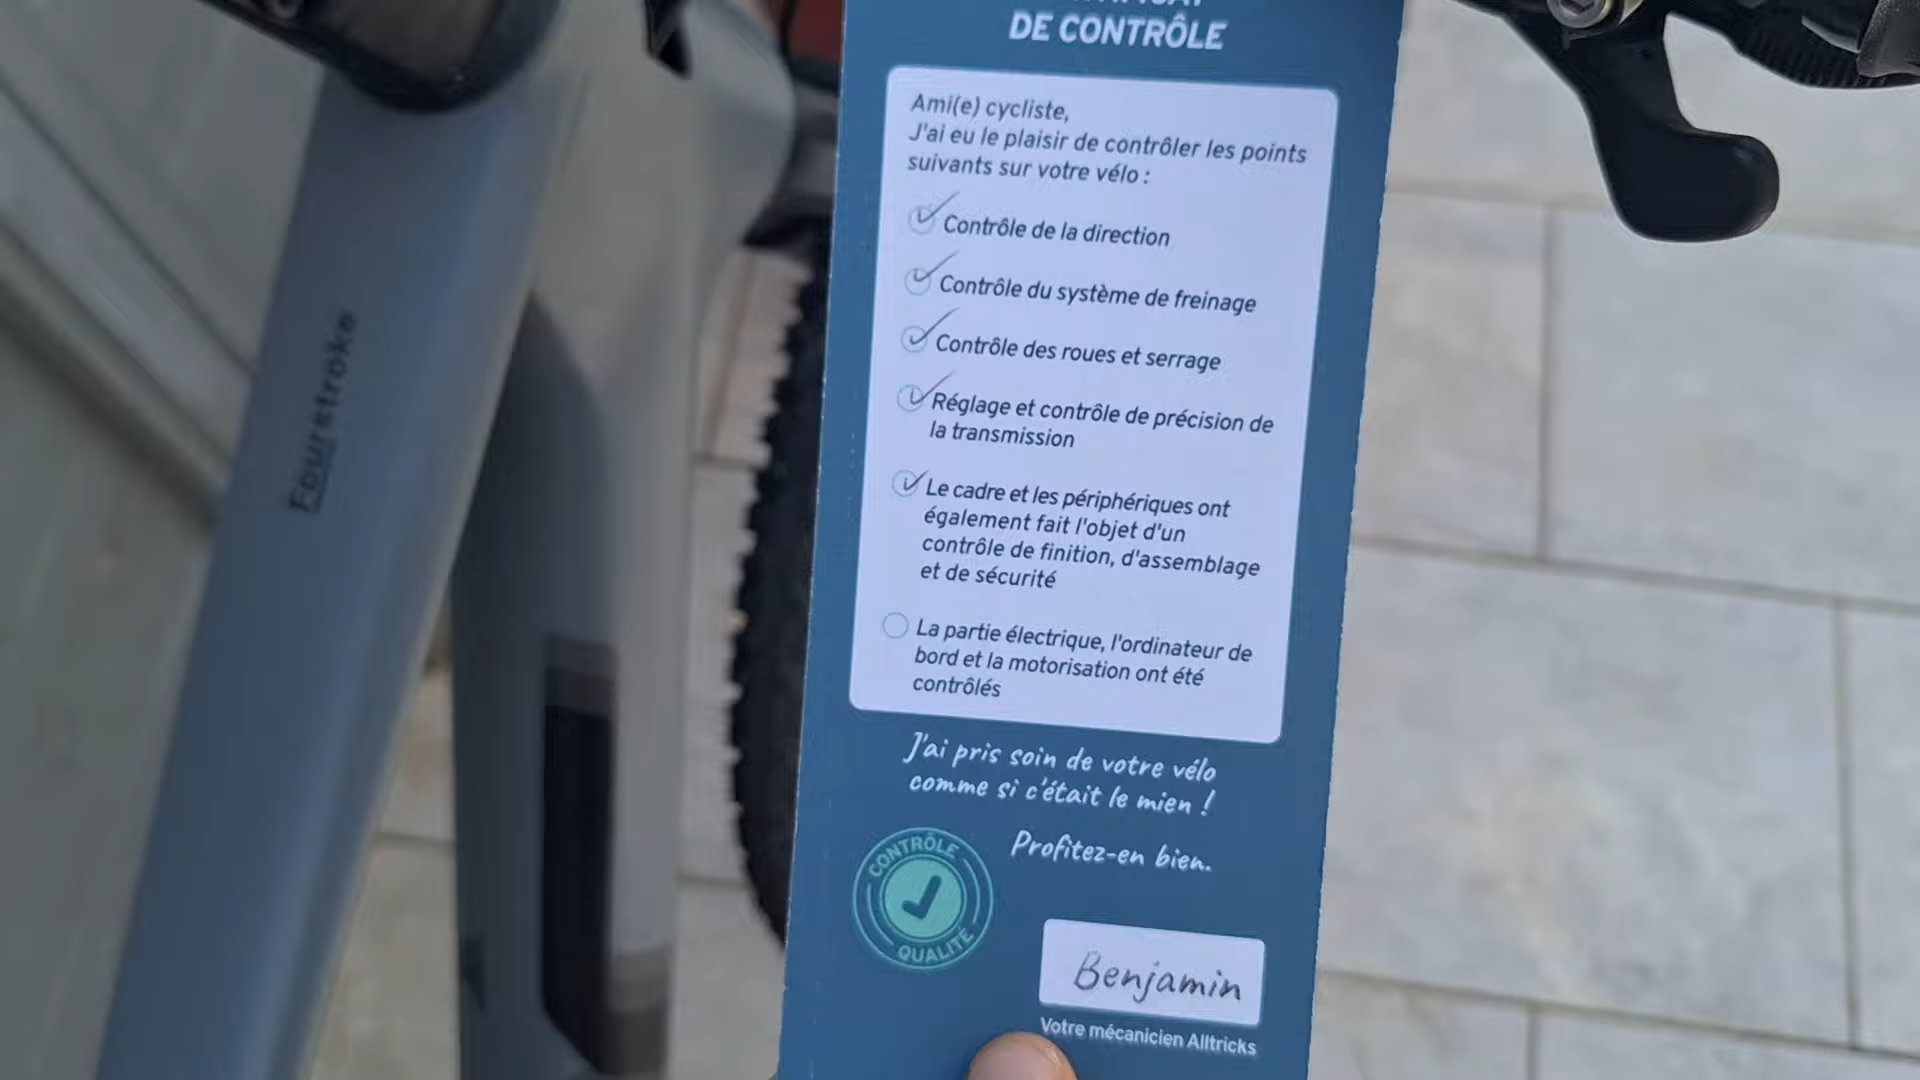 DE CONTRÔLE
Ami(e) cycliste,
J'ai eu le plaisir de contrôler les points
suivants sur votre vélo :
Contrôle de la direction
Contrôle du système de freinage
Contrôle des roues et serrage
Réglage et contrôle de précision de
la transmission
Le cadre et les périphériques ont
également fait l'objet d'un
contrôle de finition, d'assemblage
et de sécurité
La partie électrique, l'ordinateur de
bord et la motorisation ont été
contrôlés
J'ai pris soin de votre vélo
comme si c'était le mien !
Profitez-en bien.
CONTRÔLE
QUALITÉ
Benjamin
Votre mécanicien Alltricks
Fourstroke